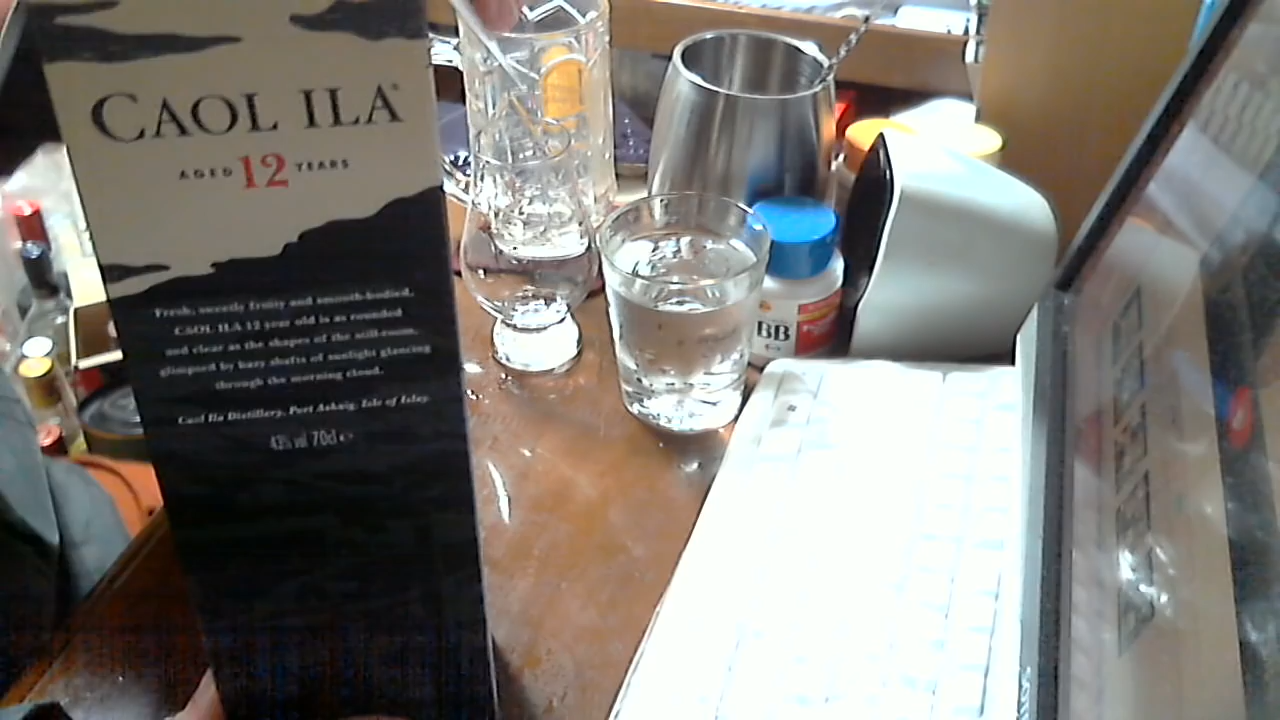 CAOL ILA
AGED 12 YEARS
Fresh, sweetly fruity and smooth-bodied,
CAOL ILA 12 year old is as rounded
and clear as the shapes of the still-room,
glimpsed by hazy shafts of sunlight glancing
through the morning cloud.
Caol Ila Distillery, Port Askaig, Isle of Islay.
43% vol 70cl e
BB